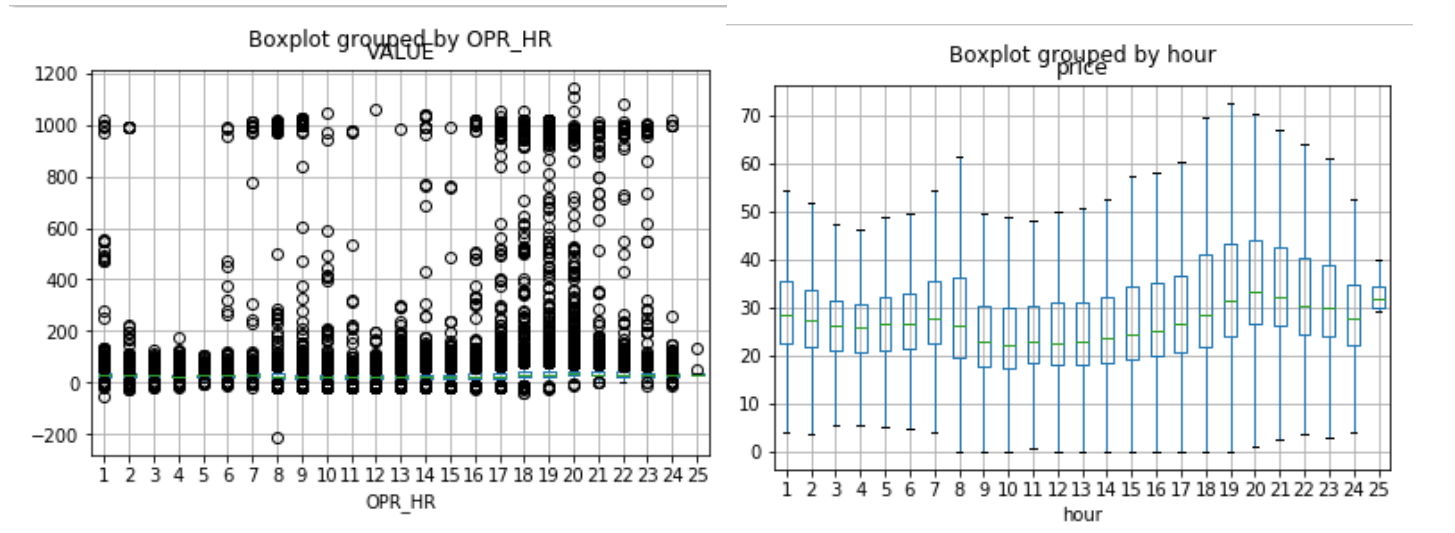 Boxplot grouped by OPR_HR
VALUE
1200
1000
800
600
400
200
0
−200
1 2 3 4 5 6 7 8 9 10 11 12 13 14 15 16 17 18 19 20 21 22 23 24 25
OPR_HR
Boxplot grouped by hour
price
70
60
50
40
30
20
10
0
1 2 3 4 5 6 7 8 9 10 11 12 13 14 15 16 17 18 19 20 21 22 23 24 25
hour